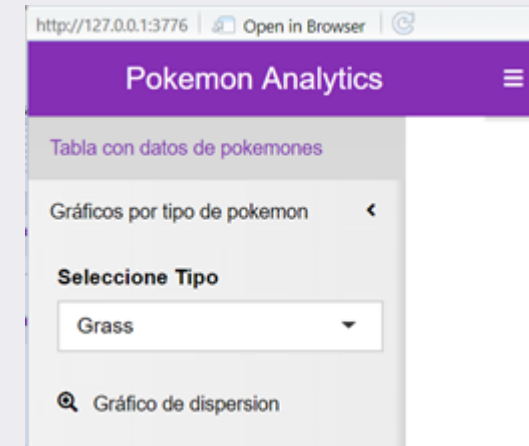 http://127.0.0.1:3776 Open in Browser
Pokemon Analytics
Tabla con datos de pokemones
Gráficos por tipo de pokemon
Seleccione Tipo
Grass
Gráfico de dispersion